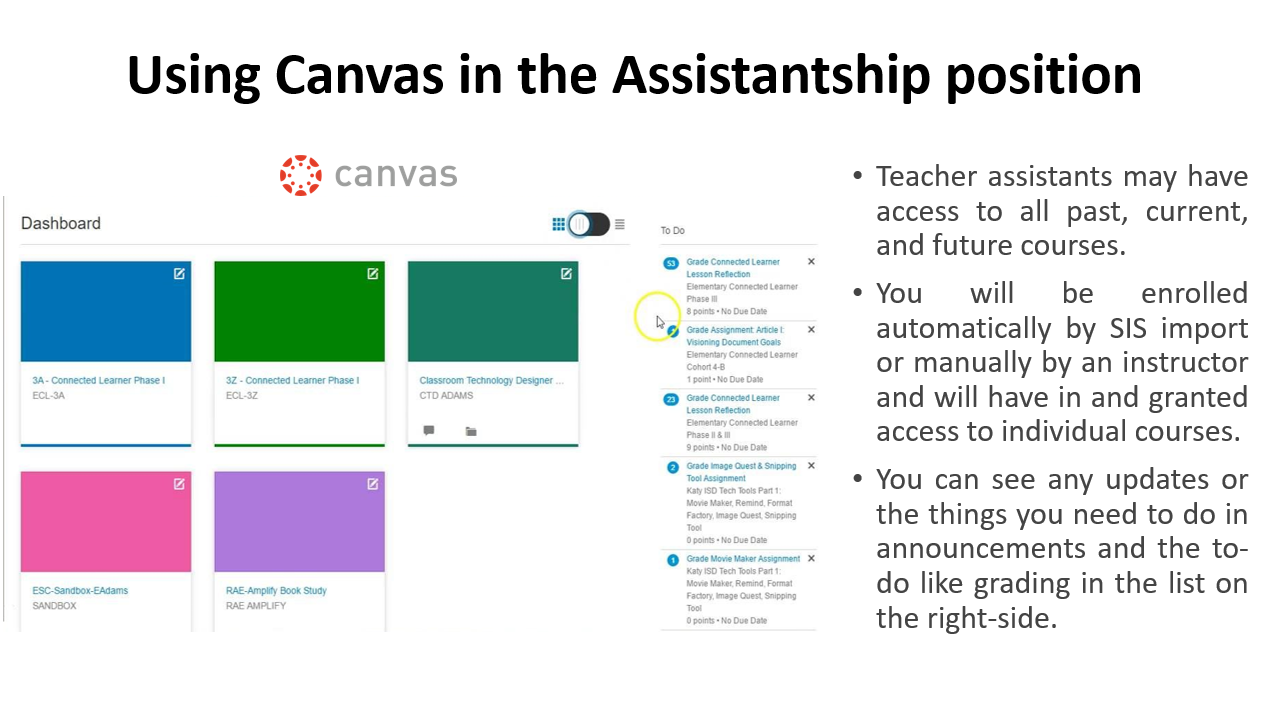 Using Canvas in the Assistantship position
canvas
Dashboard
3A - Connected Learner Phase I
ECL-3A
3Z - Connected Learner Phase I
ECL-3Z
Classroom Technology Designer ...
CTD ADAMS
ESC-Sandbox-EAdams
SANDBOX
RAE-Amplify Book Study
RAE AMPLIFY
To Do
53 Grade Connected Learner
Lesson Reflection
Elementary Connected Learner
Phase III
8 points • No Due Date
Grade Assignment: Article I:
Visioning Document Goals
Elementary Connected Learner
Cohort 4-B
1 point • No Due Date
23 Grade Connected Learner
Lesson Reflection
Elementary Connected Learner
Phase II & III
9 points • No Due Date
2 Grade Image Quest & Snipping
Tool Assignment
Katy ISD Tech Tools Part 1:
Movie Maker, Remind, Format
Factory, Image Quest, Snipping
Tool
0 points • No Due Date
1 Grade Movie Maker Assignment
Katy ISD Tech Tools Part 1:
Movie Maker, Remind, Format
Factory, Image Quest, Snipping
Tool
0 points • No Due Date
• Teacher assistants may have
access to all past, current,
and future courses.
• You will be enrolled
automatically by SIS import
or manually by an instructor
and will have in and granted
access to individual courses.
• You can see any updates or
the things you need to do in
announcements and the to-
do like grading in the list on
the right-side.